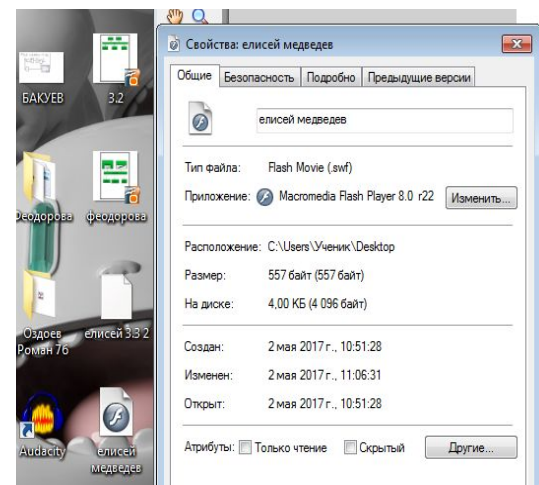 БАКУЕВ
3.2
Феодорова
феодорова
Оздоев
Роман 7б
елисей 3.3 2
Audacity
елисей
медведев
Свойства: елисей медведев
Общие Безопасность Подробно Предыдущие версии
елисей медведев
Тип файла: Flash Movie (.swf)
Приложение: Macromedia Flash Player 8.0 r22 Изменить...
Расположение: C:\Users\Ученик\Desktop
Размер: 557 байт (557 байт)
На диске: 4,00 КБ (4 096 байт)
Создан: 2 мая 2017 г., 10:51:28
Изменен: 2 мая 2017 г., 11:06:31
Открыт: 2 мая 2017 г., 10:51:28
Атрибуты: Только чтение Скрытый Другие...